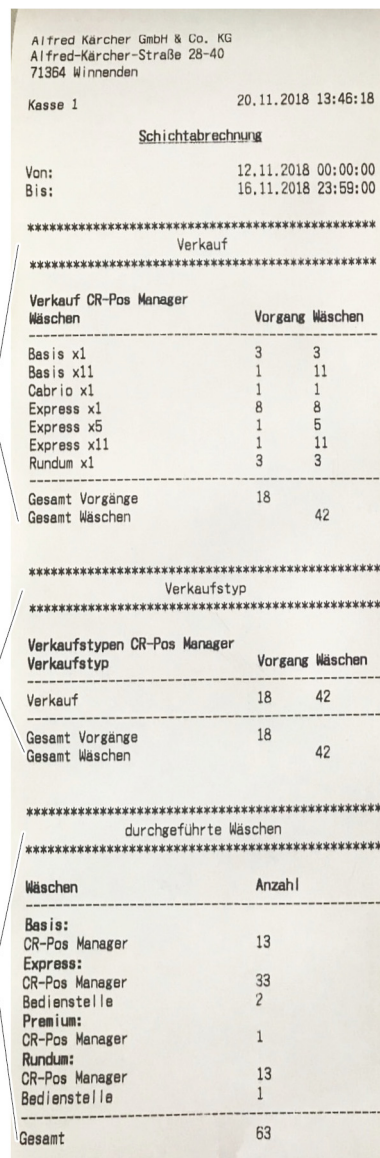 Alfred Kärcher GmbH & Co. KG
Alfred-Kärcher-Straße 28-40
71364 Winnenden
Kasse 1 20.11.2018 13:46:18
Schichtabrechnung
Von: 12.11.2018 00:00:00
Bis: 16.11.2018 23:59:00
****************************************
Verkauf
****************************************
Verkauf CR-Pos Manager
Wäschen Vorgang Wäschen
----------------------------------------
Basis x1 3 3
Basis x11 1 11
Cabrio x1 1 1
Express x1 8 8
Express x5 1 5
Express x11 1 11
Rundum x1 3 3
----------------------------------------
Gesamt Vorgänge 18
Gesamt Wäschen 42
****************************************
Verkaufstyp
****************************************
Verkaufstypen CR-Pos Manager
Verkaufstyp Vorgang Wäschen
----------------------------------------
Verkauf 18 42
----------------------------------------
Gesamt Vorgänge 18
Gesamt Wäschen 42
****************************************
durchgeführte Wäschen
****************************************
Wäschen Anzahl
----------------------------------------
Basis:
CR-Pos Manager 13
Express:
CR-Pos Manager 33
Bedienstelle 2
Premium:
CR-Pos Manager 1
Rundum:
CR-Pos Manager 13
Bedienstelle 1
----------------------------------------
Gesamt 63